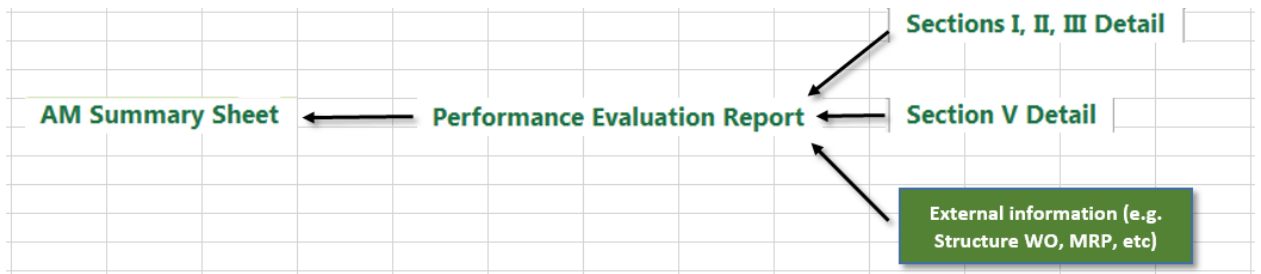 Sections I, II, III Detail
AM Summary Sheet
Performance Evaluation Report
Section V Detail
External information (e.g.
Structure WO, MRP, etc)